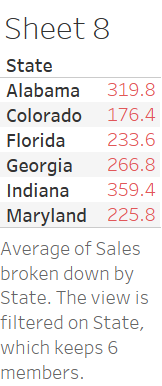 Sheet 8
State
Alabama 319.8
Colorado 176.4
Florida 233.6
Georgia 266.8
Indiana 359.4
Maryland 225.8
Average of Sales
broken down by
State. The view is
filtered on State,
which keeps 6
members.